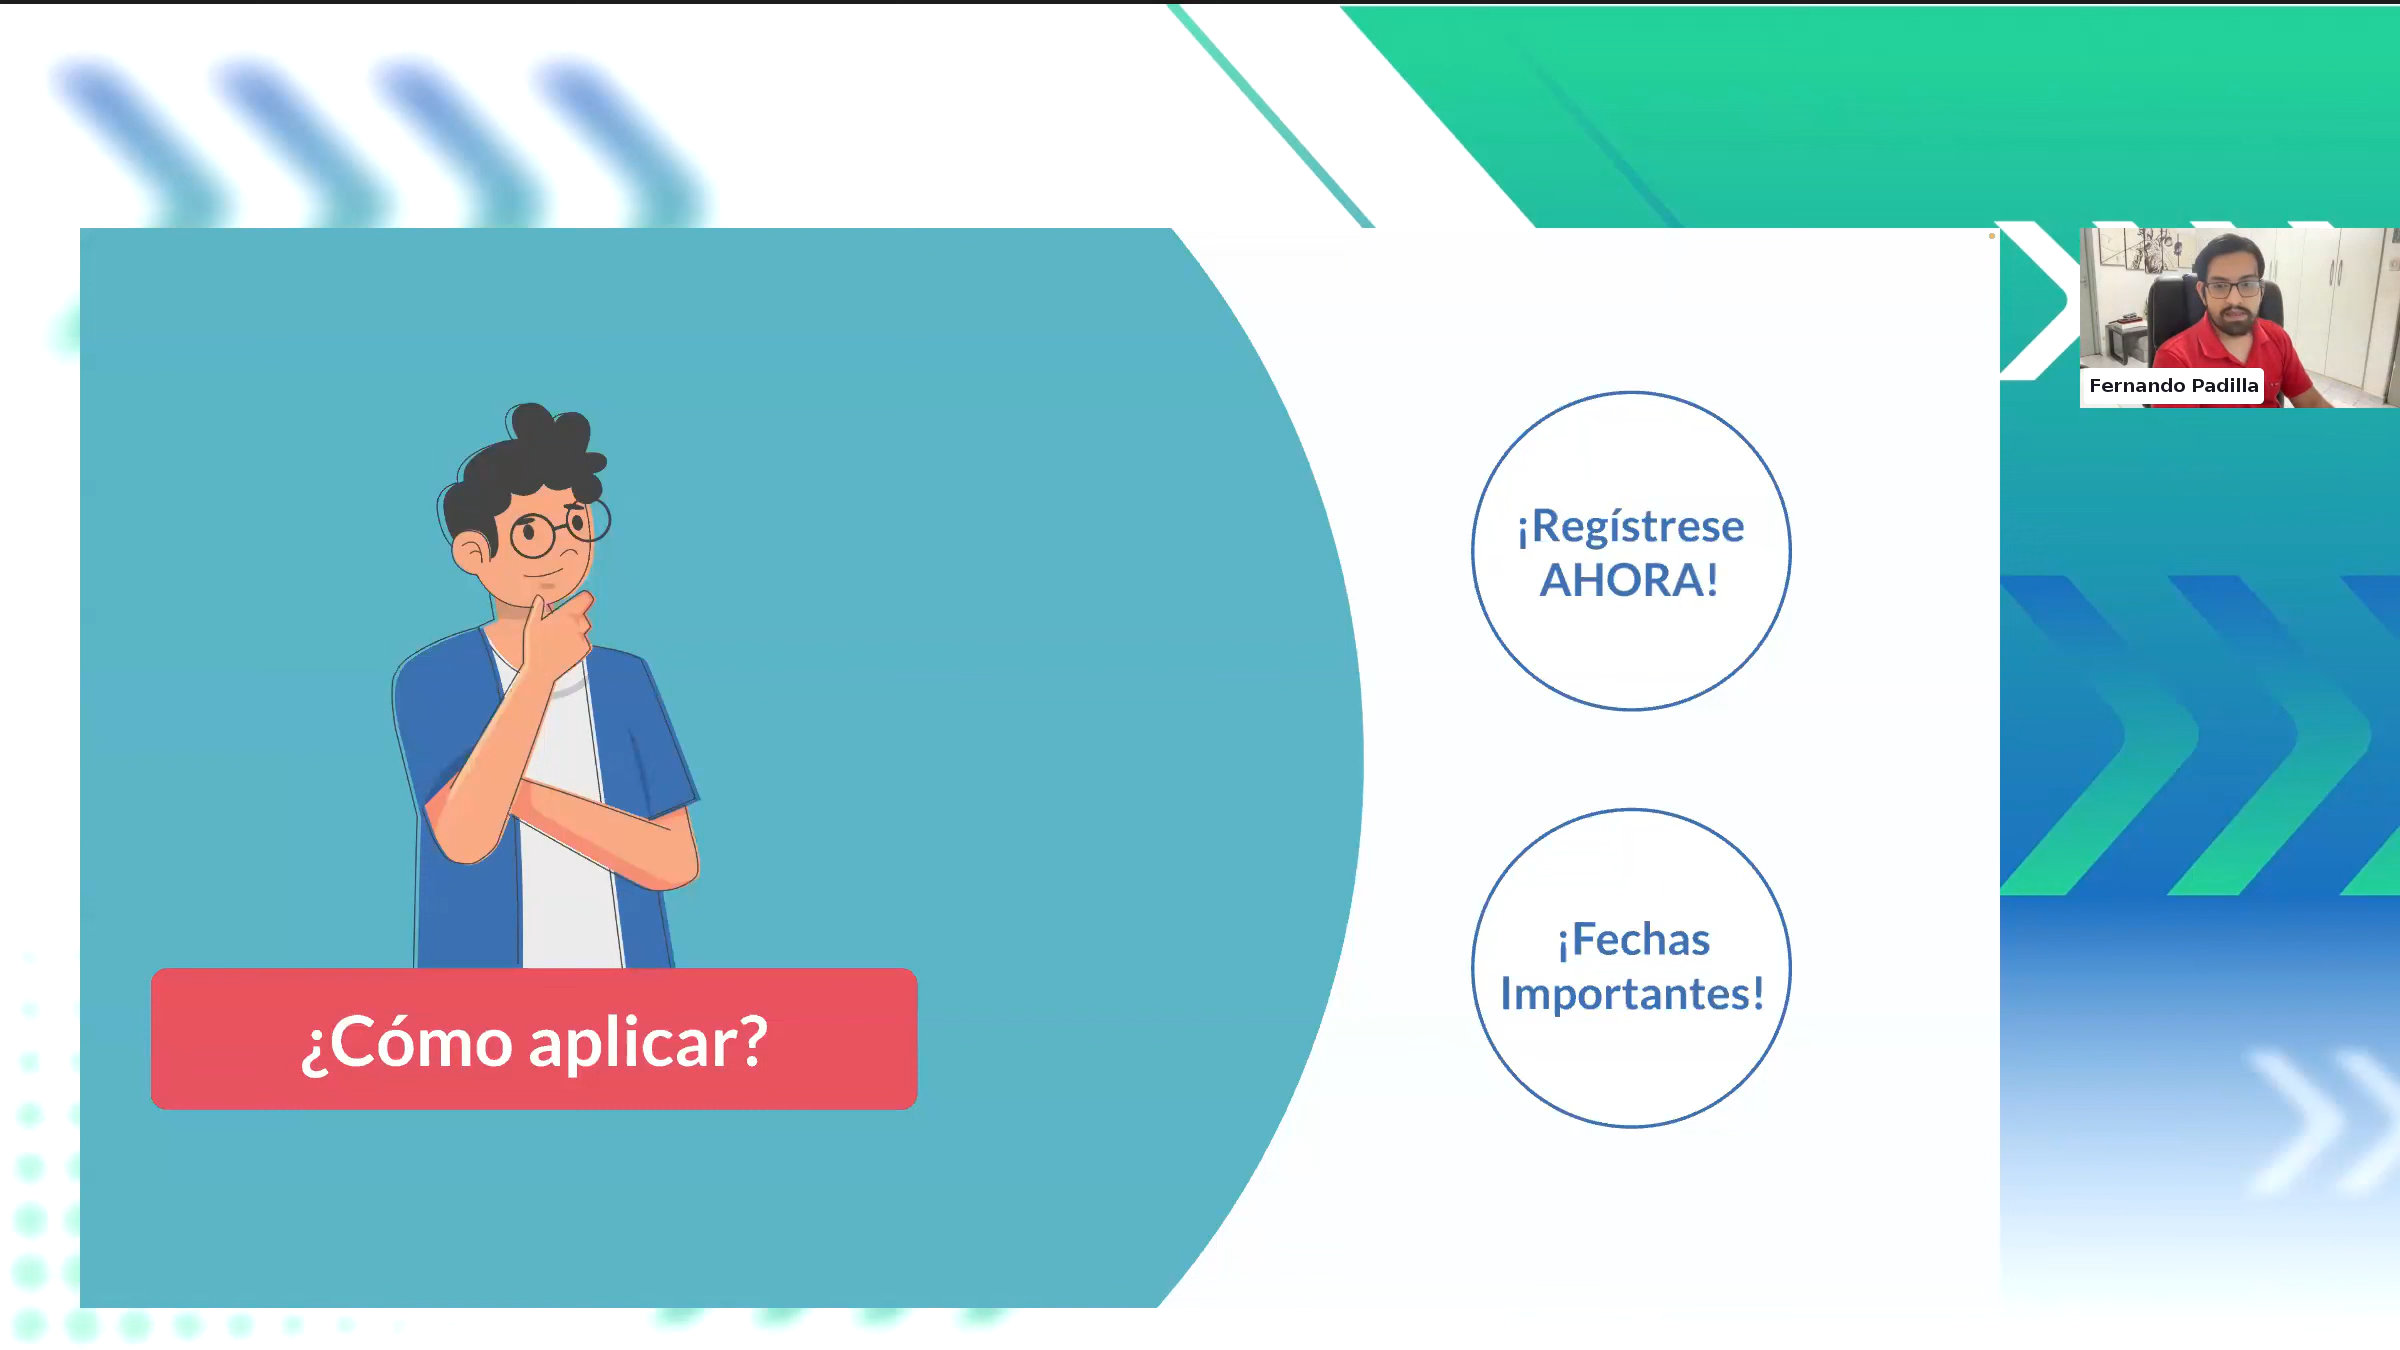 Fernando Padilla
¡Regístrese
AHORA!
¡Fechas
Importantes!
¿Cómo aplicar?